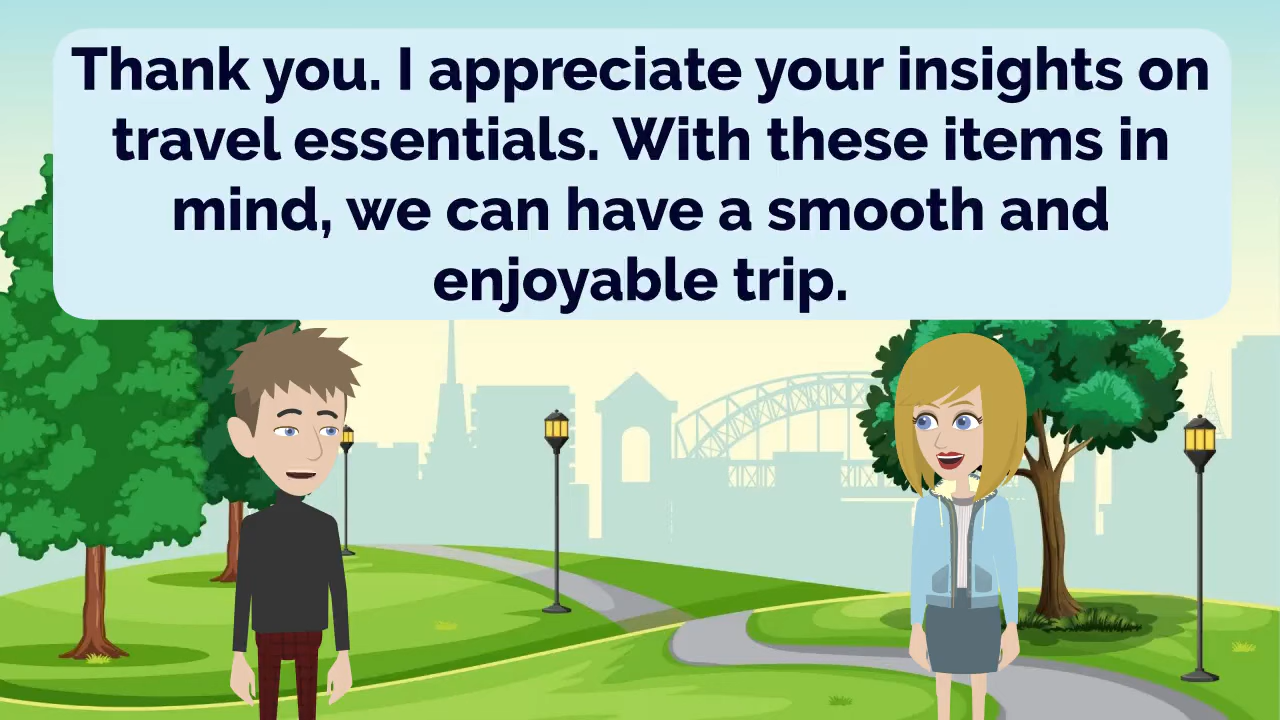 Thank you. I appreciate your insights on
travel essentials. With these items in
mind, we can have a smooth and
enjoyable trip.